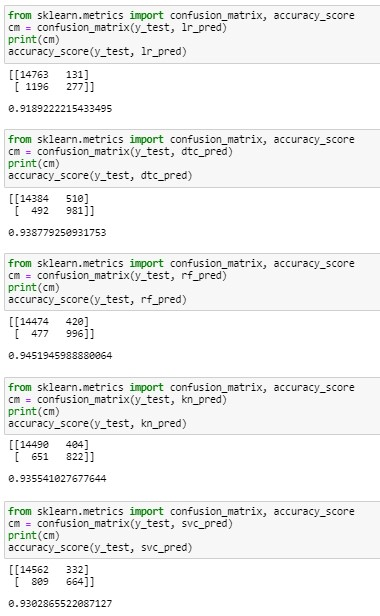 from sklearn.metrics import confusion_matrix, accuracy_score
cm = confusion_matrix(y_test, lr_pred)
print(cm)
accuracy_score(y_test, lr_pred)
[[14763   131]
 [ 1196   277]]
0.9189222215433495
from sklearn.metrics import confusion_matrix, accuracy_score
cm = confusion_matrix(y_test, dtc_pred)
print(cm)
accuracy_score(y_test, dtc_pred)
[[14384   510]
 [  492   981]]
0.938779250931753
from sklearn.metrics import confusion_matrix, accuracy_score
cm = confusion_matrix(y_test, rf_pred)
print(cm)
accuracy_score(y_test, rf_pred)
[[14474   420]
 [  477   996]]
0.9451945988880064
from sklearn.metrics import confusion_matrix, accuracy_score
cm = confusion_matrix(y_test, kn_pred)
print(cm)
accuracy_score(y_test, kn_pred)
[[14490   404]
 [  651   822]]
0.935541027677644
from sklearn.metrics import confusion_matrix, accuracy_score
cm = confusion_matrix(y_test, svc_pred)
print(cm)
accuracy_score(y_test, svc_pred)
[[14562   332]
 [  809   664]]
0.9302865522087127